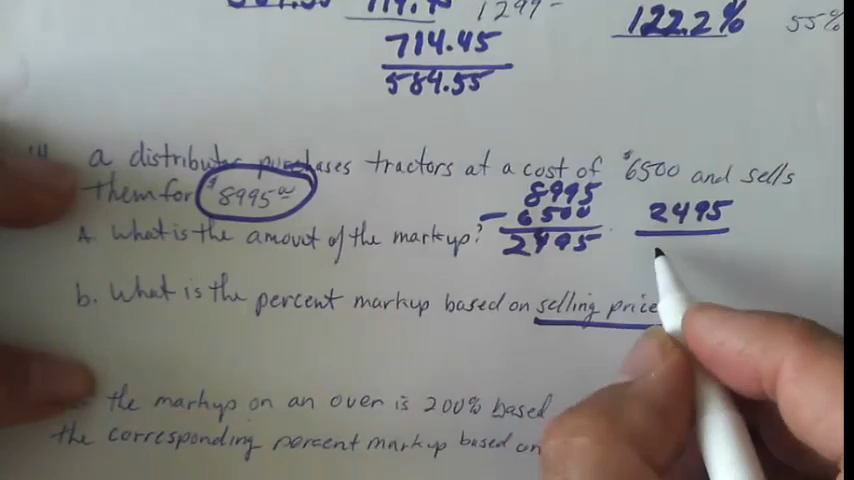 122.2%
55%
714.45
584.55
a distributer purchases tractors at a cost of $6500 and sells
them for $8995 00
8995
- 6500
2495
2495
A. What is the amount of the markup?
b. What is the percent markup based on selling price
the markup on an oven is 200% based
the corresponding percent markup based on